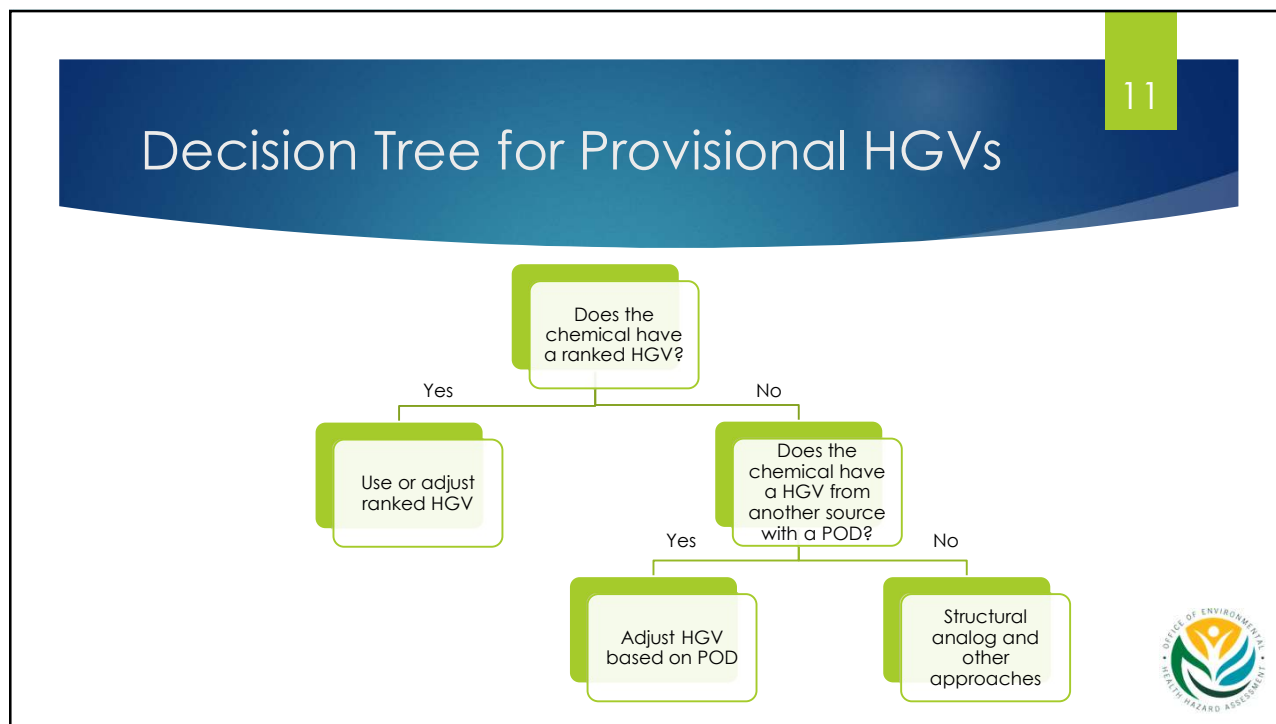 11
Decision Tree for Provisional HGVs
Does the
chemical have
a ranked HGV?
Yes
No
Use or adjust
ranked HGV
Does the
chemical have
a HGV from
another source
with a POD?
Yes
No
Adjust HGV
based on POD
Structural
analog and
other
approaches
OFFICE OF ENVIRONMENTAL
HEALTH HAZARD ASSESSMENT